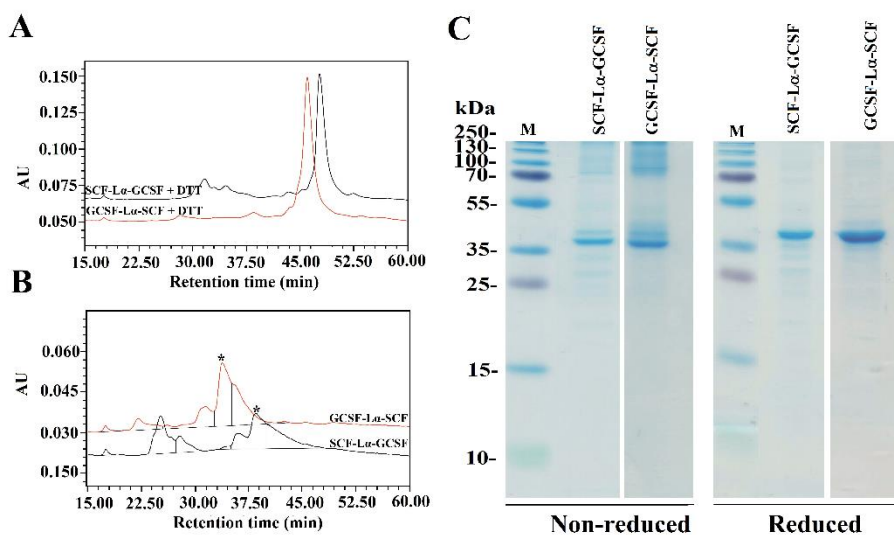 A
0.150
0.125
0.100
0.075
0.050
AU
SCF-Lα-GCSF + DTT
GCSF-Lα-SCF + DTT
15.00 22.50 30.00 37.50 45.00 52.50 60.00
Retention time (min)
B
0.060
0.045
0.030
0.150
AU
*
*
GCSF-Lα-SCF
SCF-Lα-GCSF
15.00 22.50 30.00 37.50 45.00 52.50 60.00
Retention time (min)
C
kDa
M
SCF-Lα-GCSF
GCSF-Lα-SCF
M
SCF-Lα-GCSF
GCSF-Lα-SCF
250-
130-
100-
70-
55-
35-
25-
15-
10-
Non-reduced
Reduced